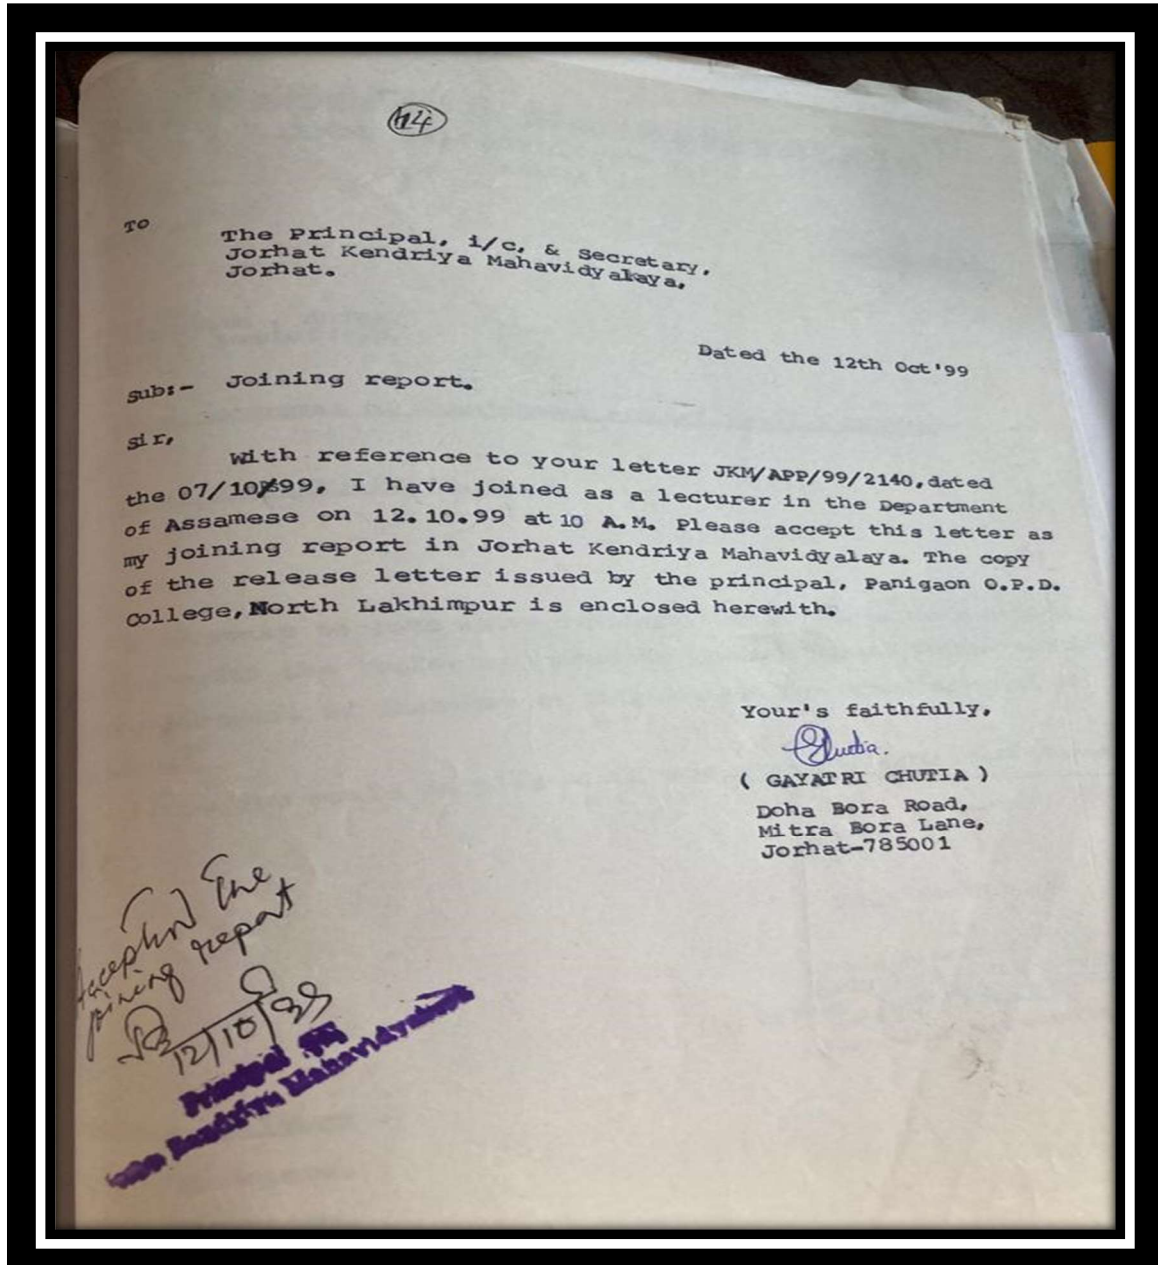 14
To
The Principal, i/c, & Secretary,
Jorhat Kendriya Mahavidyalaya,
Jorhat.
Dated the 12th Oct'99
Sub:- Joining report.
Sir,
With reference to your letter JKM/APP/99/2140,dated
the 07/10/99, I have joined as a lecturer in the Department
of Assamese on 12.10.99 at 10 A.M. Please accept this letter as
my joining report in Jorhat Kendriya Mahavidyalaya. The copy
of the release letter issued by the principal, Panigaon O.P.D.
College,North Lakhimpur is enclosed herewith.
Your's faithfully,
GChutia.
( GAYATRI CHUTIA )
Doha Bora Road,
Mitra Bora Lane,
Jorhat-785001
Accepted the
joining report
12/10/99
Principal
Kendriya Mahavidyalaya